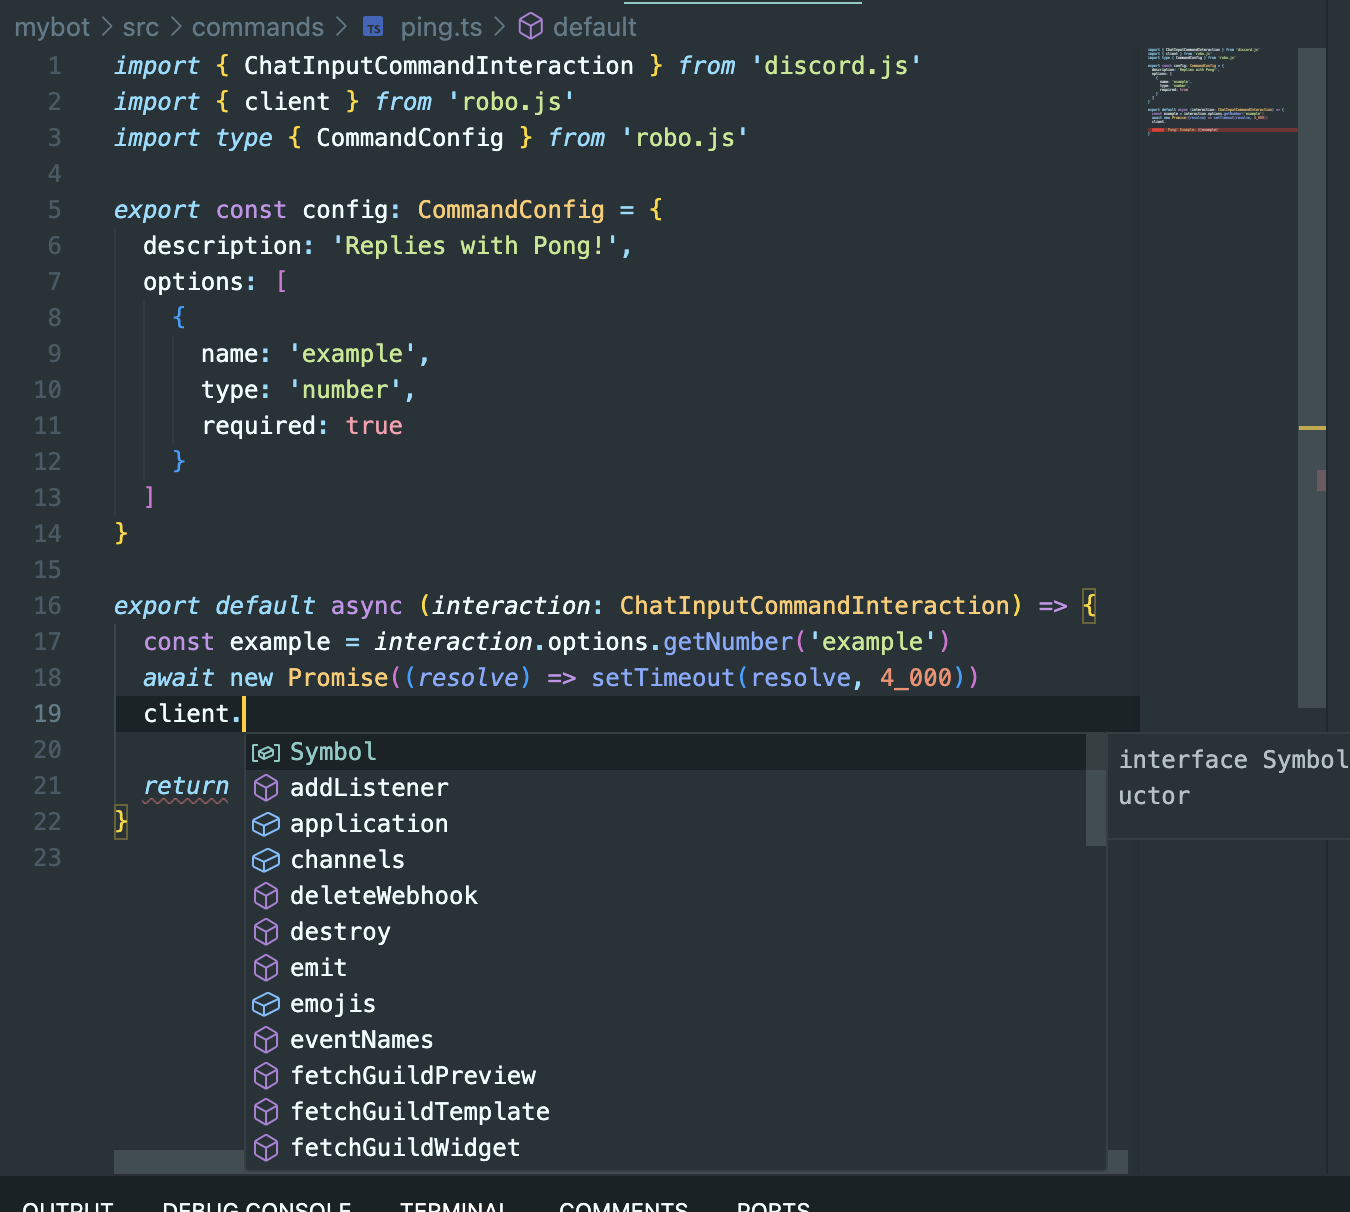 mybot > src > commands > TS ping.ts > default
1 import { ChatInputCommandInteraction } from 'discord.js'
2 import { client } from 'robo.js'
3 import type { CommandConfig } from 'robo.js'
4
5 export const config: CommandConfig = {
6 description: 'Replies with Pong!',
7 options: [
8 {
9 name: 'example',
10 type: 'number',
11 required: true
12 }
13 ]
14 }
15
16 export default async (interaction: ChatInputCommandInteraction) => {
17 const example = interaction.options.getNumber('example')
18 await new Promise((resolve) => setTimeout(resolve, 4_000))
19 client.
20
21 return
22 }
23
Symbol
addListener
application
channels
deleteWebhook
destroy
emit
emojis
eventNames
fetchGuildPreview
fetchGuildTemplate
fetchGuildWidget
interface Symbol
uctor
OUTPUT DEBUG CONSOLE TERMINAL COMMENTS PORTS